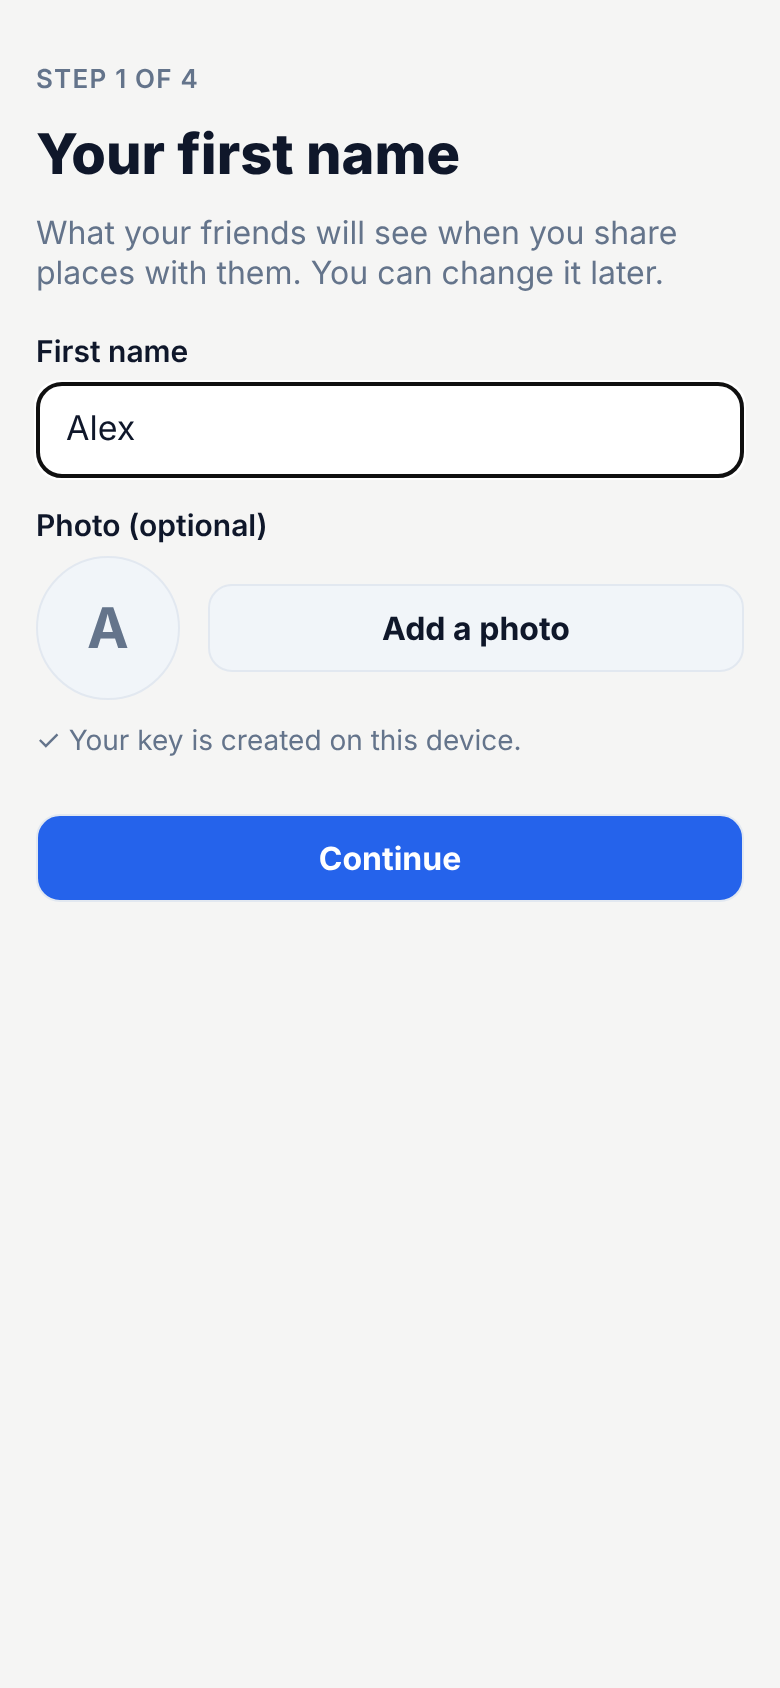 STEP 1 OF 4
Your first name
What your friends will see when you share
places with them. You can change it later.
First name
Alex
Photo (optional)
A
Add a photo
✓ Your key is created on this device.
Continue